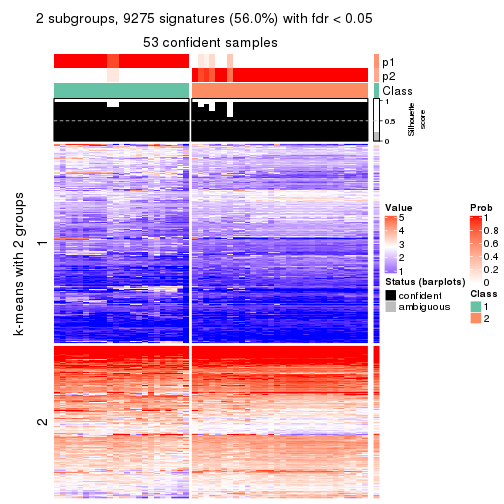 2 subgroups, 9275 signatures (56.0%) with fdr < 0.05
53 confident samples
p1
p2
Class
1
0.5
0
Silhouette
score
k-means with 2 groups
1
2
Value
5
4
3
2
1
Status (barplots)
confident
ambiguous
Prob
1
0.8
0.6
0.4
0.2
0
Class
1
2